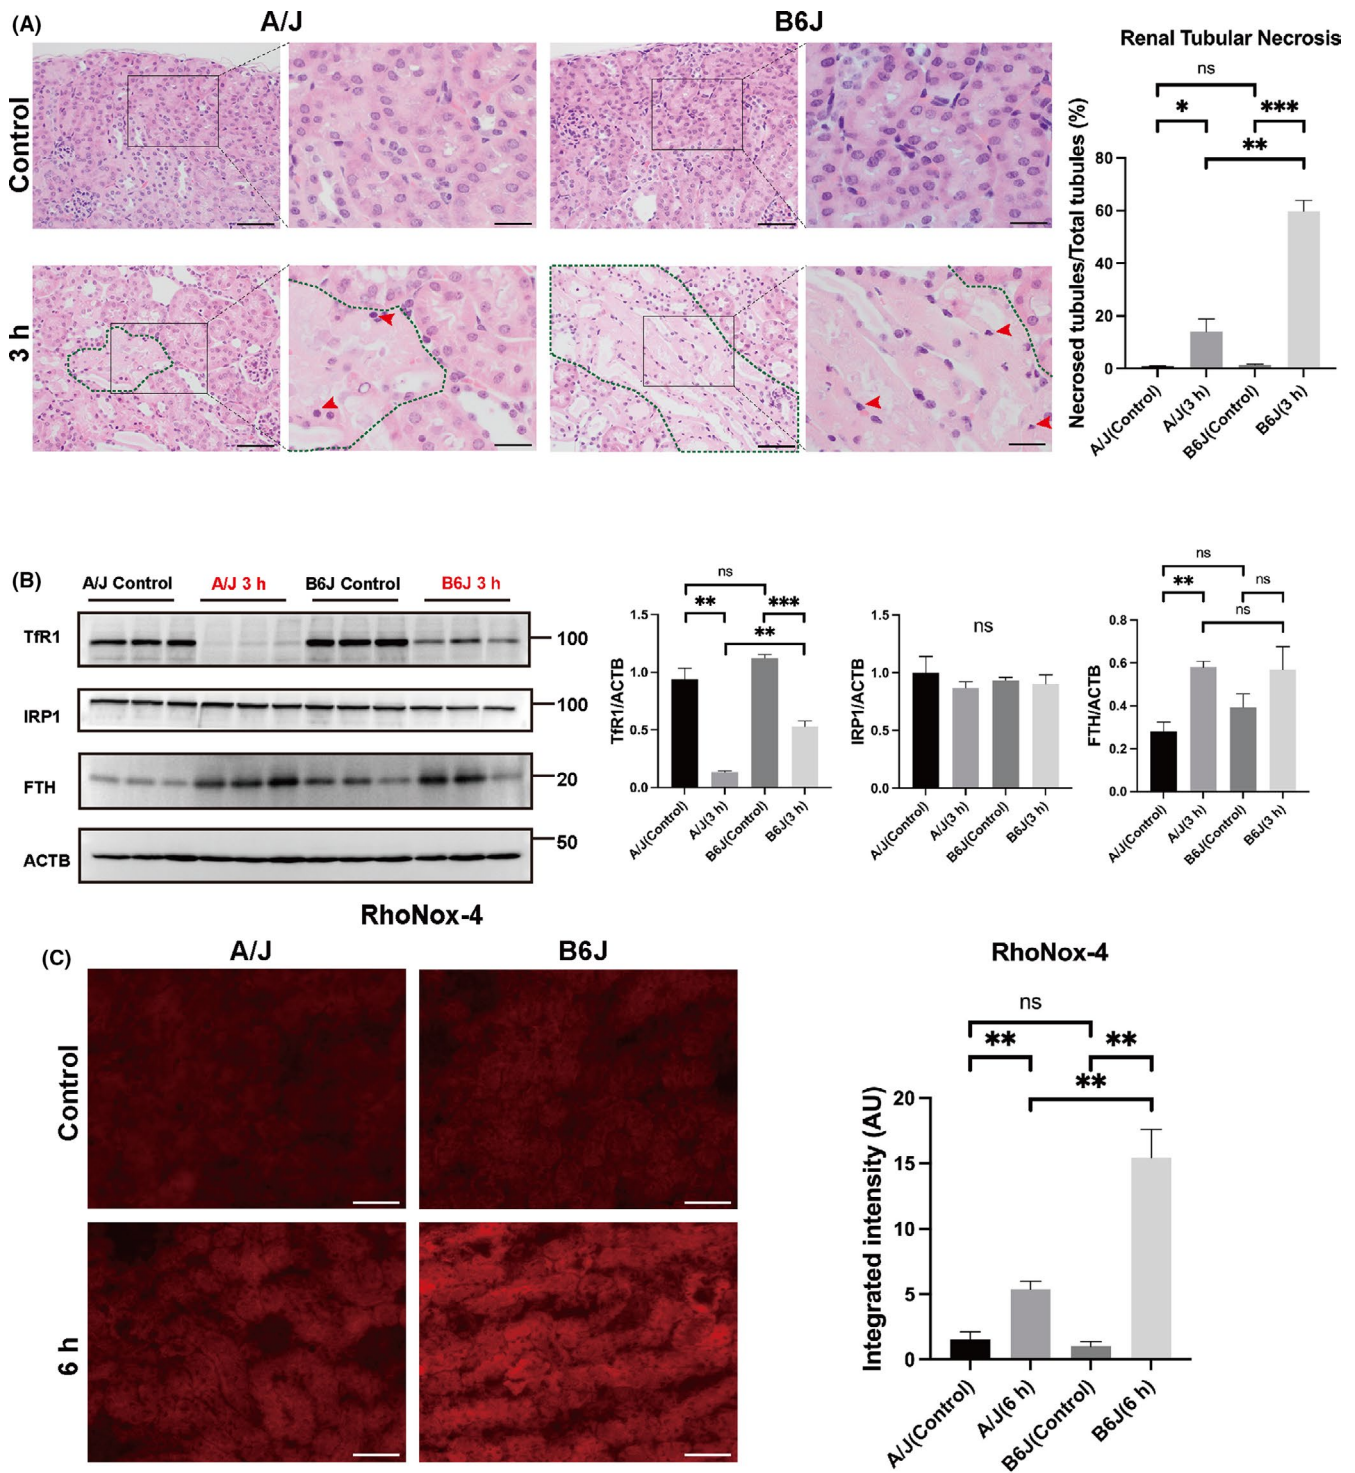 (A)
A/J
B6J
Control
3 h
Renal Tubular Necrosis
ns
* ***
**
Necrosed tubules/Total tubules (%)
80
60
40
20
0
A/J(Control)
A/J(3 h)
B6J(Control)
B6J(3 h)
(B)
A/J Control A/J 3 h B6J Control B6J 3 h
TfR1
100
IRP1
100
FTH
20
ACTB
50
ns
** ***
**
TfR1/ACTB
1.5
1.0
0.5
0.0
A/J(Control)
A/J(3 h)
B6J(Control)
B6J(3 h)
ns
IRP1/ACTB
1.5
1.0
0.5
0.0
A/J(Control)
A/J(3 h)
B6J(Control)
B6J(3 h)
ns
** ns
ns
FTH/ACTB
0.8
0.6
0.4
0.2
0.0
A/J(Control)
A/J(3 h)
B6J(Control)
B6J(3 h)
RhoNox-4
(C)
A/J
B6J
Control
6 h
RhoNox-4
ns
** **
**
Integrated intensity (AU)
20
15
10
5
0
A/J(Control)
A/J(6 h)
B6J(Control)
B6J(6 h)